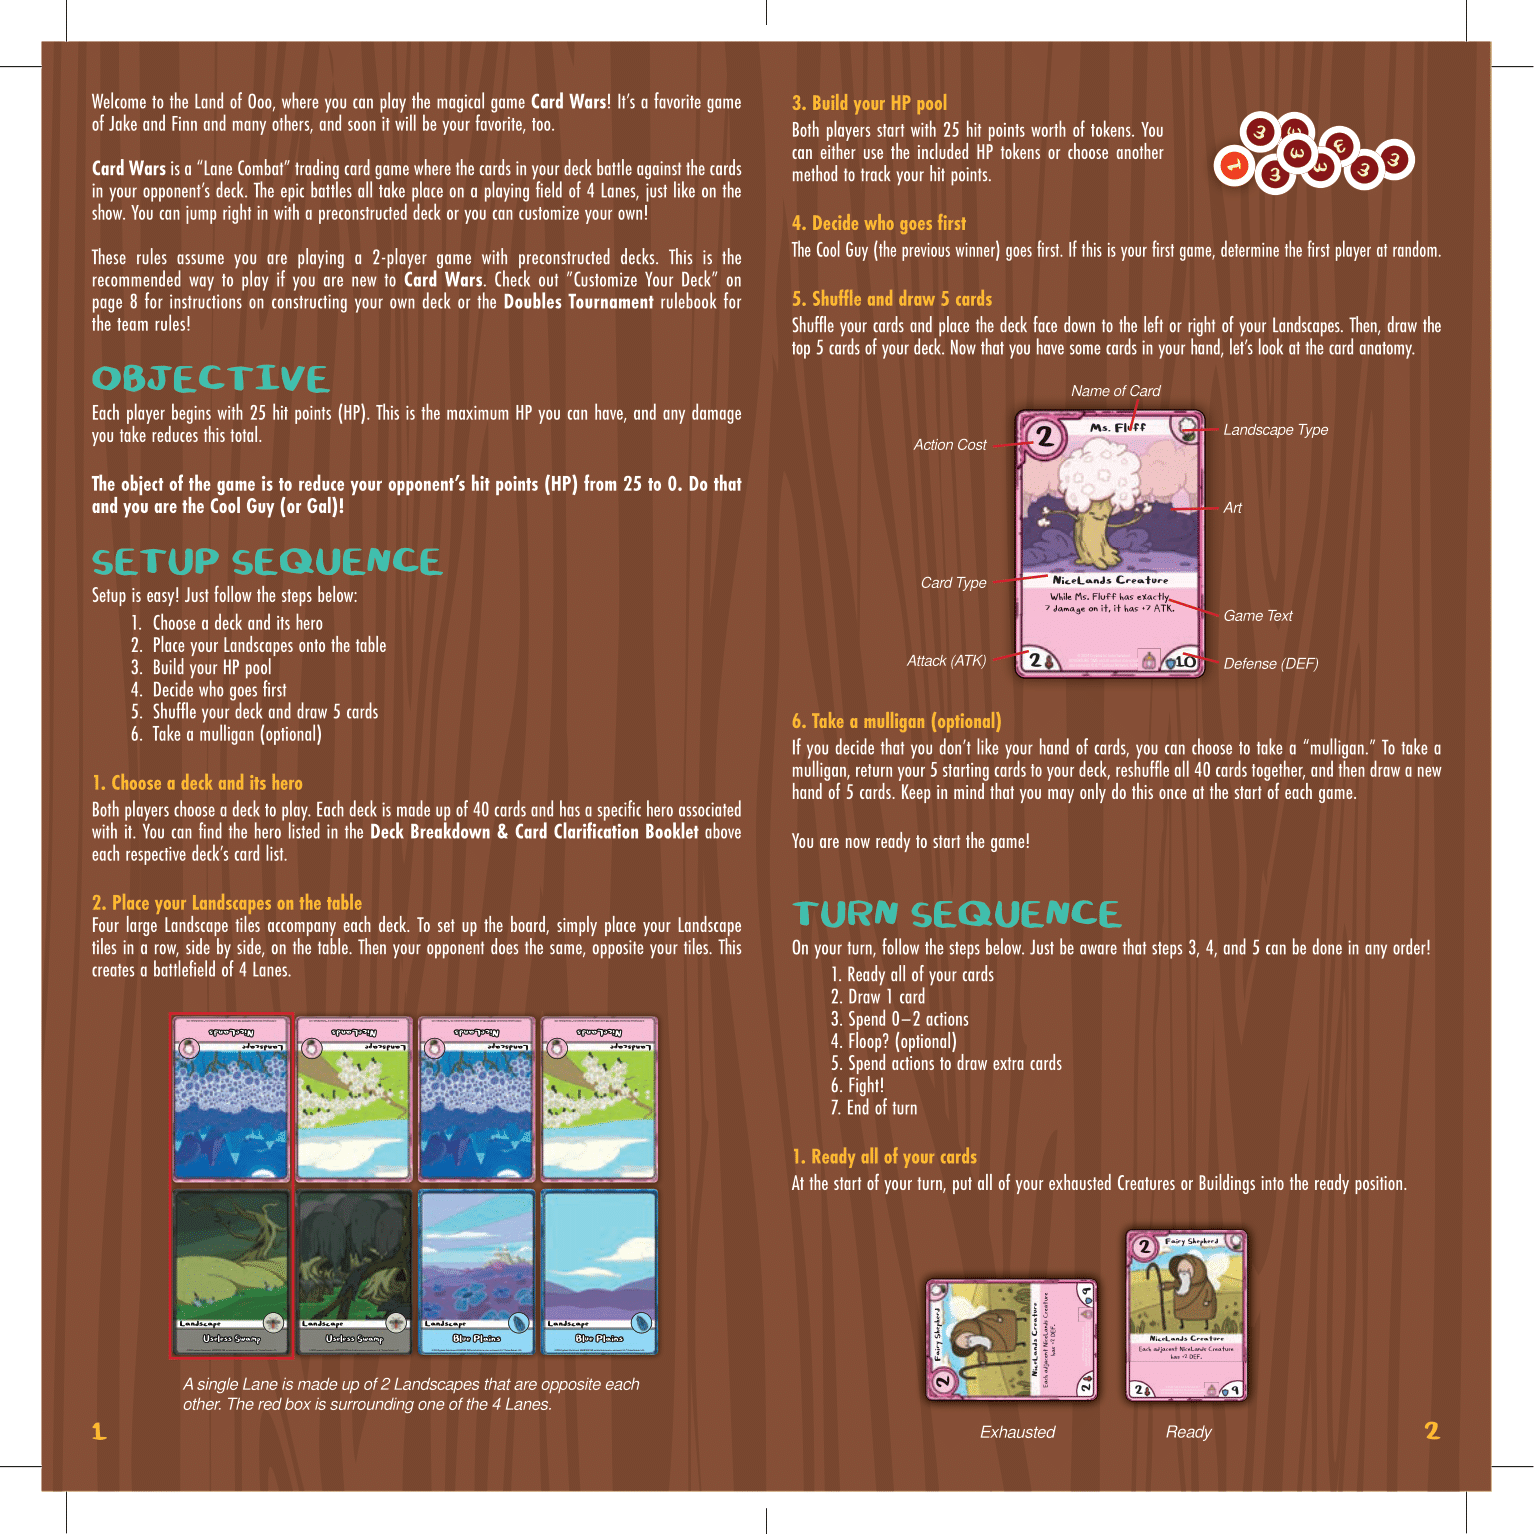 Welcome to the Land of Ooo, where you can play the magical game Card Wars! It's a favorite game
of Jake and Finn and many others, and soon it will be your favorite, too.
Card Wars is a “Lane Combat” trading card game where the cards in your deck battle against the cards
in your opponent's deck. The epic battles all take place on a playing field of 4 Lanes, just like on the
show. You can jump right in with a preconstructed deck or you can customize your own!
These rules assume you are playing a 2-player game with preconstructed decks. This is the
recommended way to play if you are new to Card Wars. Check out ”Customize Your Deck” on
page 8 for instructions on constructing your own deck or the Doubles Tournament rulebook for
the team rules!
OBJECTIVE
Each player begins with 25 hit points (HP). This is the maximum HP you can have, and any damage
you take reduces this total.
The object of the game is to reduce your opponent's hit points (HP) from 25 to 0. Do that
and you are the Cool Guy (or Gal)!
SETUP SEQUENCE
Setup is easy! Just follow the steps below:
1. Choose a deck and its hero
2. Place your Landscapes onto the table
3. Build your HP pool
4. Decide who goes first
5. Shuffle your deck and draw 5 cards
6. Take a mulligan (optional)
1. Choose a deck and its hero
Both players choose a deck to play. Each deck is made up of 40 cards and has a specific hero associated
with it. You can find the hero listed in the Deck Breakdown & Card Clarification Booklet above
each respective deck's card list.
2. Place your Landscapes on the table
Four large Landscape tiles accompany each deck. To set up the board, simply place your Landscape
tiles in a row, side by side, on the table. Then your opponent does the same, opposite your tiles. This
creates a battlefield of 4 Lanes.
NiceLands
NiceLands
NiceLands
NiceLands
Landscape
Landscape
Landscape
Landscape
Landscape
Landscape
Landscape
Landscape
Useless Swamp
Useless Swamp
Blue Plains
Blue Plains
A single Lane is made up of 2 Landscapes that are opposite each
other. The red box is surrounding one of the 4 Lanes.
1
3. Build your HP pool
Both players start with 25 hit points worth of tokens. You
can either use the included HP tokens or choose another
method to track your hit points.
1
3
3
3
3
3
3
3
3
4. Decide who goes first
The Cool Guy (the previous winner) goes first. If this is your first game, determine the first player at random.
5. Shuffle and draw 5 cards
Shuffle your cards and place the deck face down to the left or right of your Landscapes. Then, draw the
top 5 cards of your deck. Now that you have some cards in your hand, let's look at the card anatomy.
Name of Card
Action Cost
Landscape Type
Art
Card Type
Game Text
Attack (ATK)
Defense (DEF)
2
Ms. Fluff
NiceLands Creature
While Ms. Fluff has exactly
7 damage on it, it has +7 ATK.
2
10
6. Take a mulligan (optional)
If you decide that you don't like your hand of cards, you can choose to take a “mulligan.” To take a
mulligan, return your 5 starting cards to your deck, reshuffle all 40 cards together, and then draw a new
hand of 5 cards. Keep in mind that you may only do this once at the start of each game.
You are now ready to start the game!
TURN SEQUENCE
On your turn, follow the steps below. Just be aware that steps 3, 4, and 5 can be done in any order!
1. Ready all of your cards
2. Draw 1 card
3. Spend 0–2 actions
4. Floop? (optional)
5. Spend actions to draw extra cards
6. Fight!
7. End of turn
1. Ready all of your cards
At the start of your turn, put all of your exhausted Creatures or Buildings into the ready position.
2
Fairy Shepherd
NiceLands Creature
Each adjacent NiceLands Creature
has +2 DEF.
2
9
2
Fairy Shepherd
NiceLands Creature
Each adjacent NiceLands Creature
has +2 DEF.
2
9
Exhausted
Ready
2